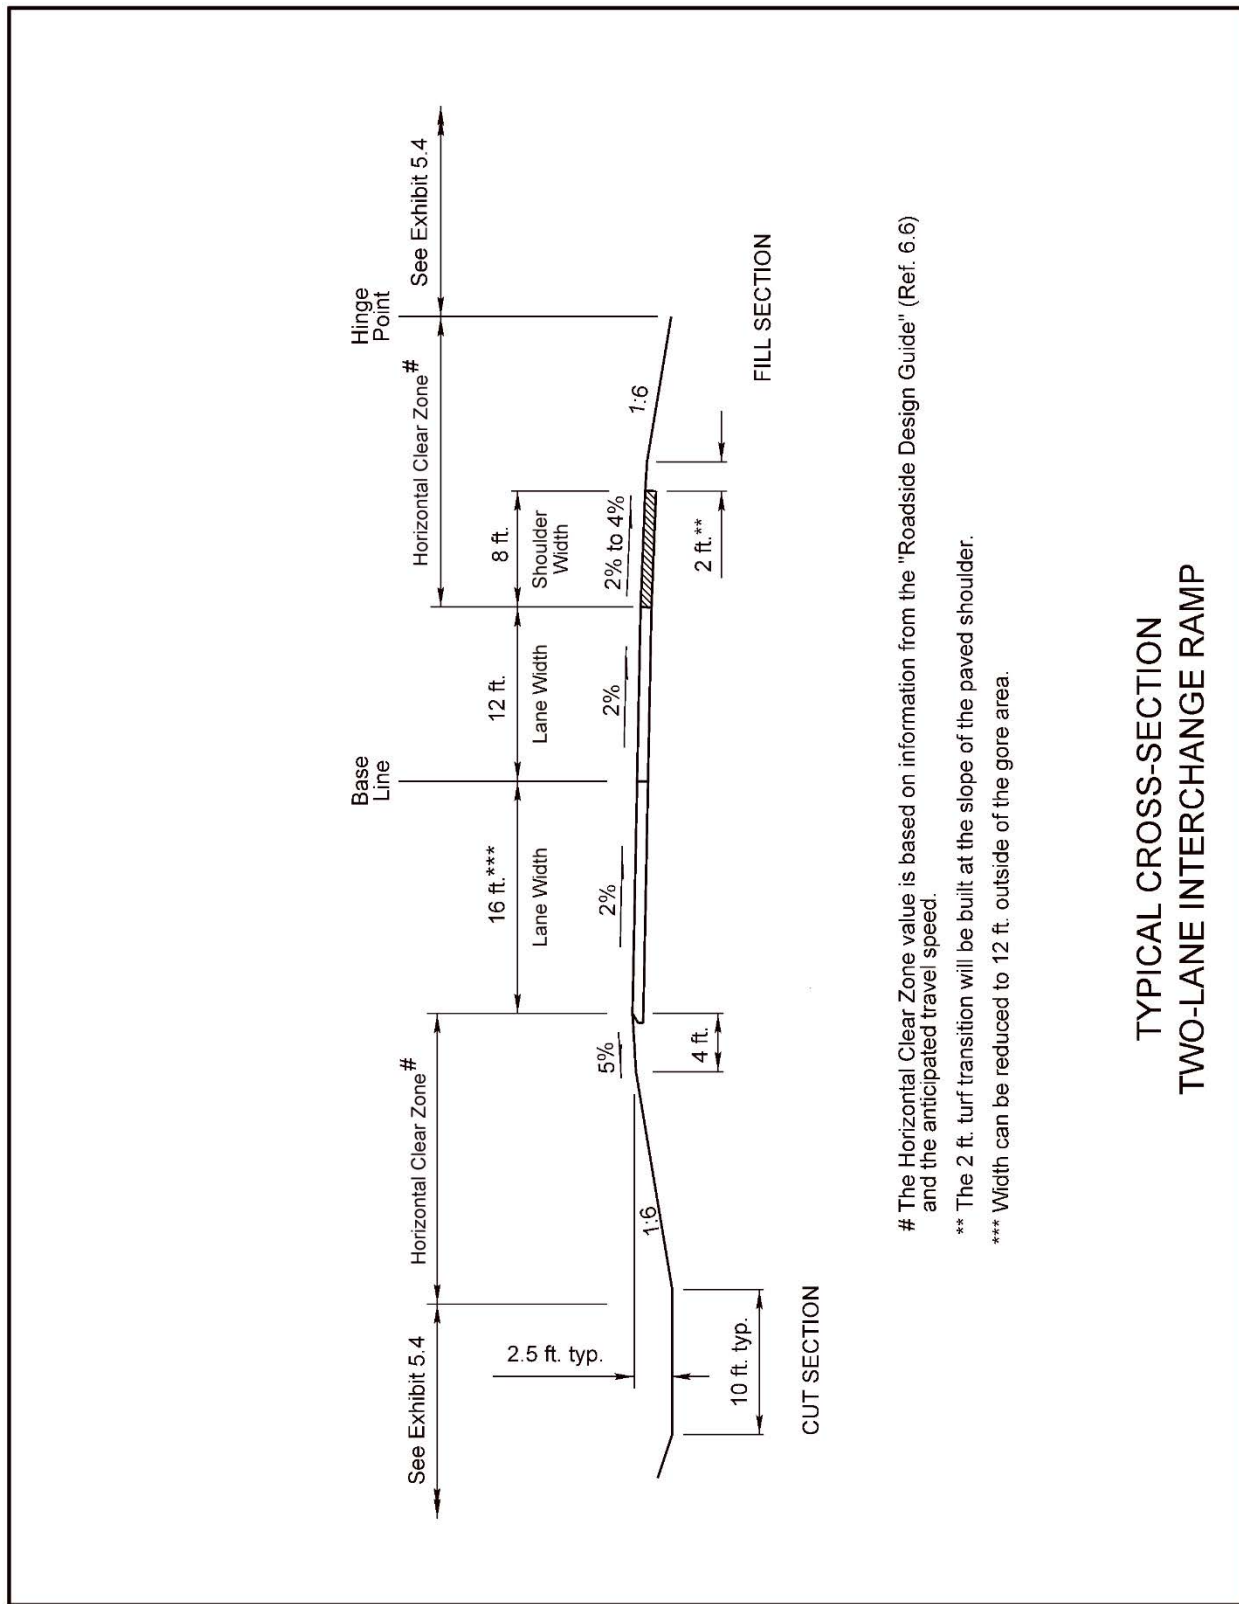 Base
Line
Hinge
Point
See Exhibit 5.4
Horizontal Clear Zone#
Horizontal Clear Zone#
See Exhibit 5.4
16 ft.***
12 ft.
8 ft.
Lane Width
Lane Width
Shoulder
Width
2.5 ft. typ.
5%
2%
2%
2% to 4%
1:6
1:6
4 ft.
2 ft.**
10 ft. typ.
CUT SECTION
FILL SECTION
# The Horizontal Clear Zone value is based on information from the "Roadside Design Guide" (Ref. 6.6)
and the anticipated travel speed.
** The 2 ft. turf transition will be built at the slope of the paved shoulder.
*** Width can be reduced to 12 ft. outside of the gore area.
TYPICAL CROSS-SECTION
TWO-LANE INTERCHANGE RAMP